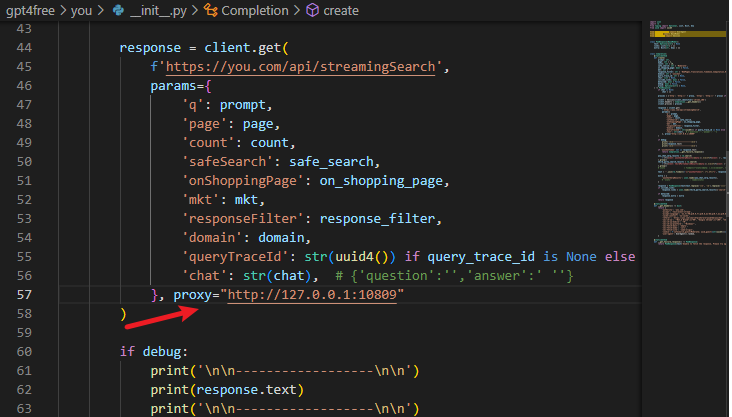 gpt4free > you > __init__.py > Completion > create
43
44 response = client.get(
45 f'https://you.com/api/streamingSearch',
46 params={
47 'q': prompt,
48 'page': page,
49 'count': count,
50 'safeSearch': safe_search,
51 'onShoppingPage': on_shopping_page,
52 'mkt': mkt,
53 'responseFilter': response_filter,
54 'domain': domain,
55 'queryTraceId': str(uuid4()) if query_trace_id is None else
56 'chat': str(chat),  # {'question':'','answer':' ''}
57 }, proxy="http://127.0.0.1:10809"
58 )
59
60 if debug:
61 print('\n\n------------------\n\n')
62 print(response.text)
63 print('\n\n------------------\n\n')